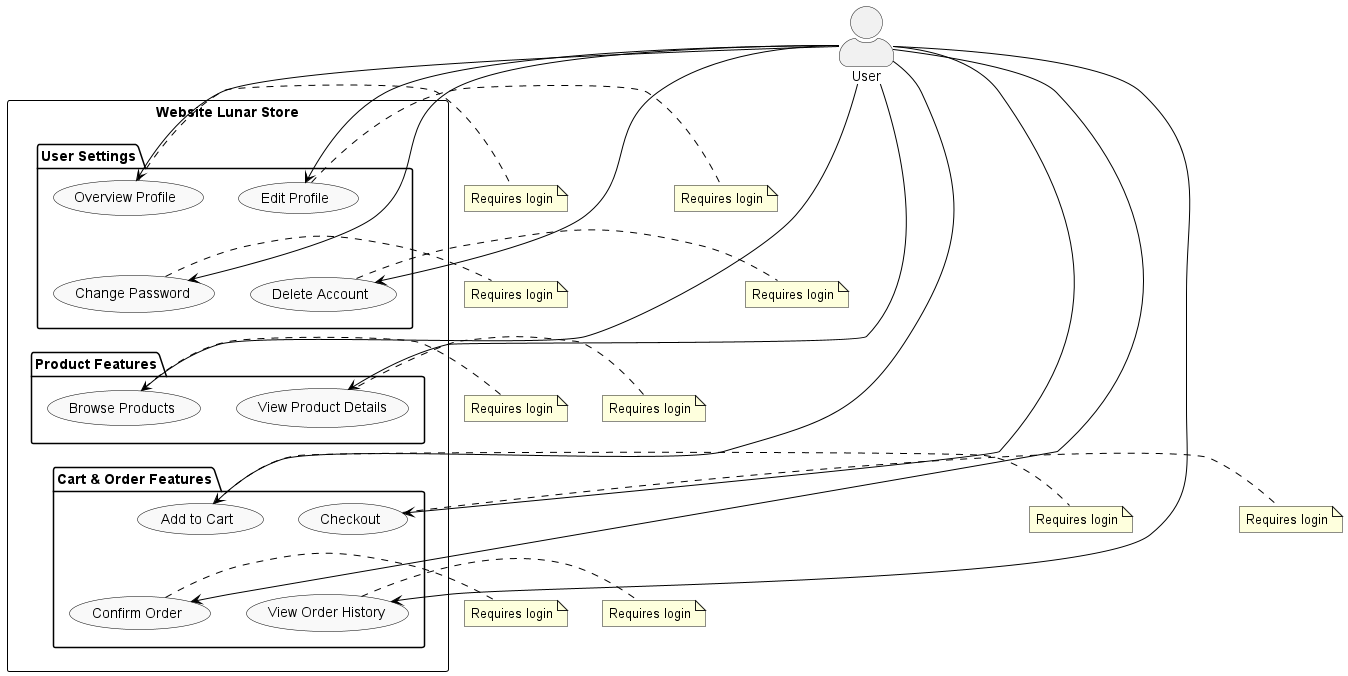 User
Website Lunar Store
User Settings
Overview Profile
Edit Profile
Requires login
Requires login
Change Password
Delete Account
Requires login
Requires login
Product Features
Browse Products
View Product Details
Requires login
Requires login
Cart & Order Features
Add to Cart
Checkout
Requires login
Requires login
Confirm Order
View Order History
Requires login
Requires login